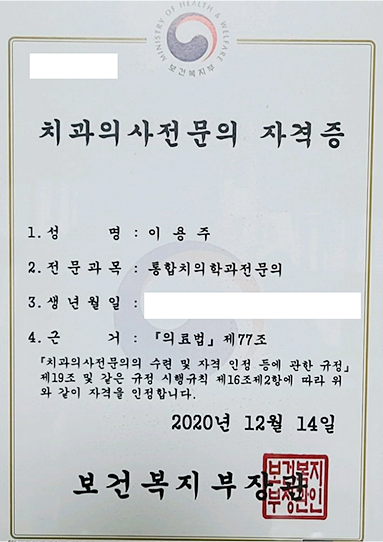 MINISTRY OF HEALTH & WELFARE
보건복지부
치과의사전문의 자격증
1. 성 명 : 이 용 주
2. 전 문 과 목 : 통합치의학과전문의
3. 생 년 월 일 :
4. 근 거 : 「의료법」 제77조
「치과의사전문의의 수련 및 자격 인정 등에 관한 규정」
제19조 및 같은 규정 시행규칙 제16조제2항에 따라 위
와 같이 자격을 인정합니다.
2020년 12월 14일
보건복지부장관
보건복지
부장관인